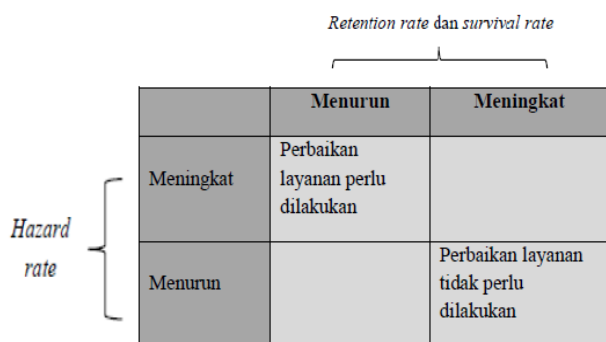 Retention rate dan survival rate
Menurun
Meningkat
Meningkat
Perbaikan
layanan perlu
dilakukan
Hazard
rate
Menurun
Perbaikan layanan
tidak perlu
dilakukan